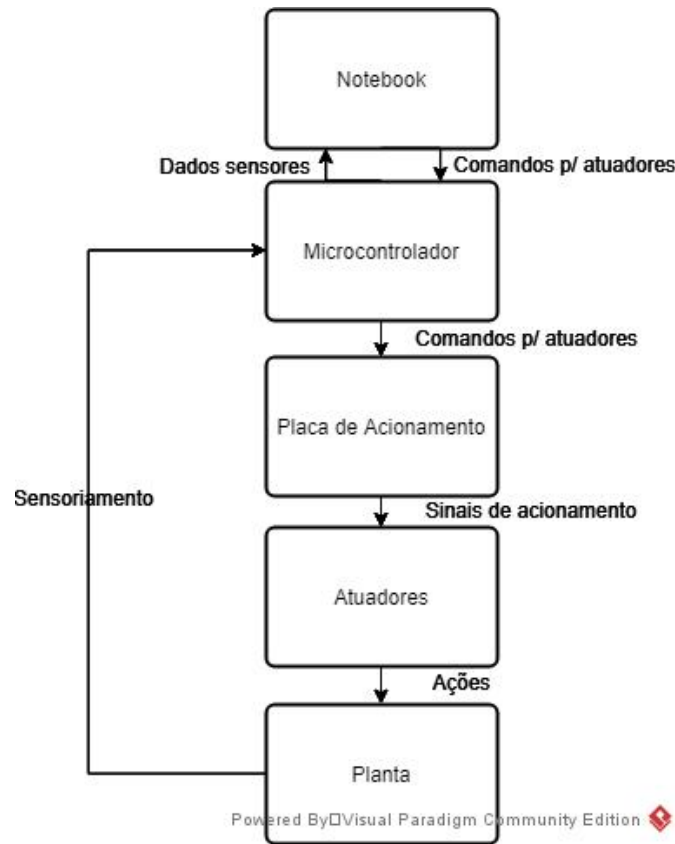 Notebook
Dados sensores
Comandos p/ atuadores
Microcontrolador
Comandos p/ atuadores
Placa de Acionamento
Sensoriamento
Sinais de acionamento
Atuadores
Ações
Planta
Powered By□Visual Paradigm Community Edition